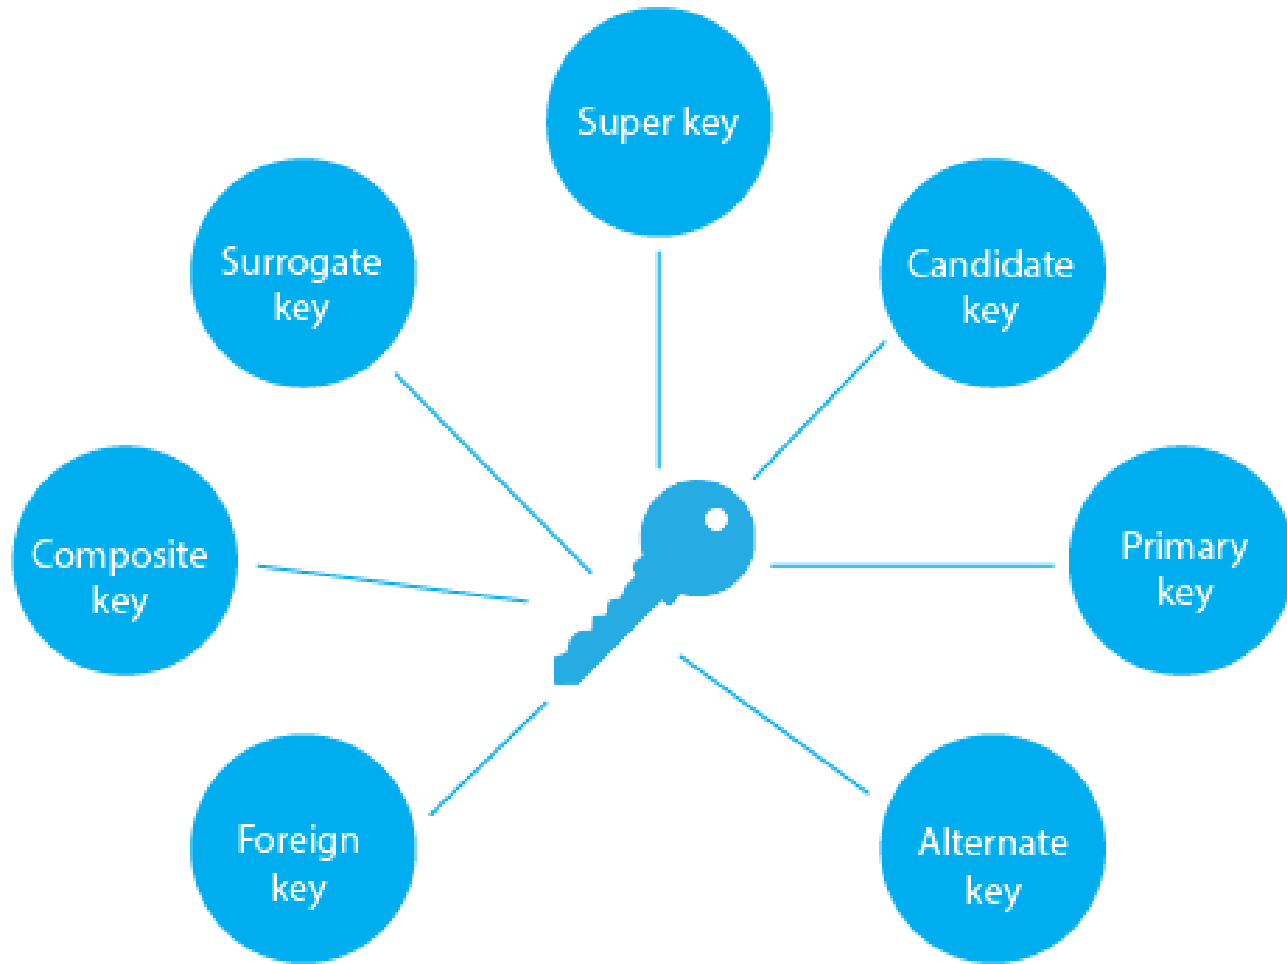 Super key
Candidate
key
Primary
key
Alternate
key
Foreign
key
Composite
key
Surrogate
key